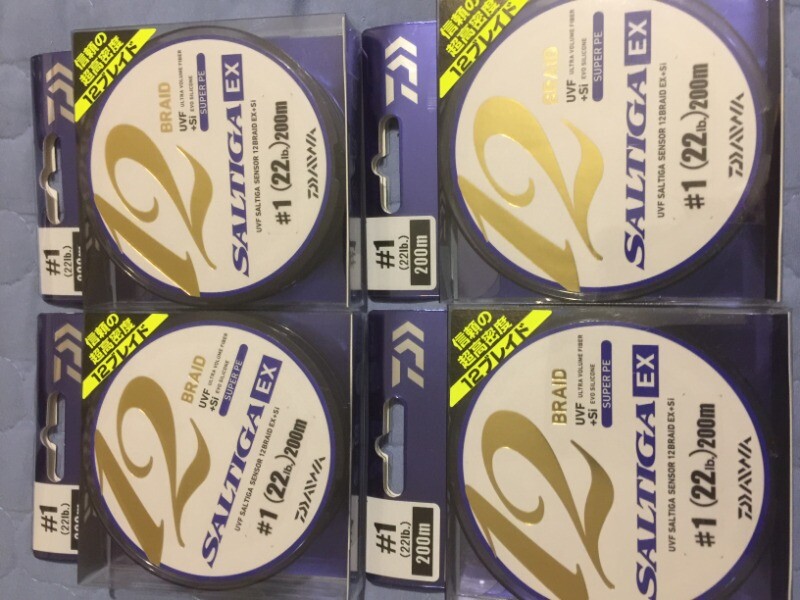 信頼の
超高密度
12ブレイド
12
BRAID
UVF ULTRA VOLUME FIBER
+Si EVO SILICONE
SUPER PE
SALTIGA EX
UVF SALTIGA SENSOR 12BRAID EX+Si
#1 (22lb.) 200m
DAIWA
#1
(22lb.)
200m
信頼の
超高密度
12ブレイド
12
BRAID
UVF ULTRA VOLUME FIBER
+Si EVO SILICONE
SUPER PE
SALTIGA EX
UVF SALTIGA SENSOR 12BRAID EX+Si
#1 (22lb.) 200m
DAIWA
#1
(22lb.)
200m
信頼の
超高密度
12ブレイド
12
BRAID
UVF ULTRA VOLUME FIBER
+Si EVO SILICONE
SUPER PE
SALTIGA EX
UVF SALTIGA SENSOR 12BRAID EX+Si
#1 (22lb.) 200m
DAIWA
#1
(22lb.)
信頼の
超高密度
12ブレイド
12
BRAID
UVF ULTRA VOLUME FIBER
+Si EVO SILICONE
SUPER PE
SALTIGA EX
UVF SALTIGA SENSOR 12BRAID EX+Si
#1 (22lb.) 200m
DAIWA
#1
(22lb.)
200m